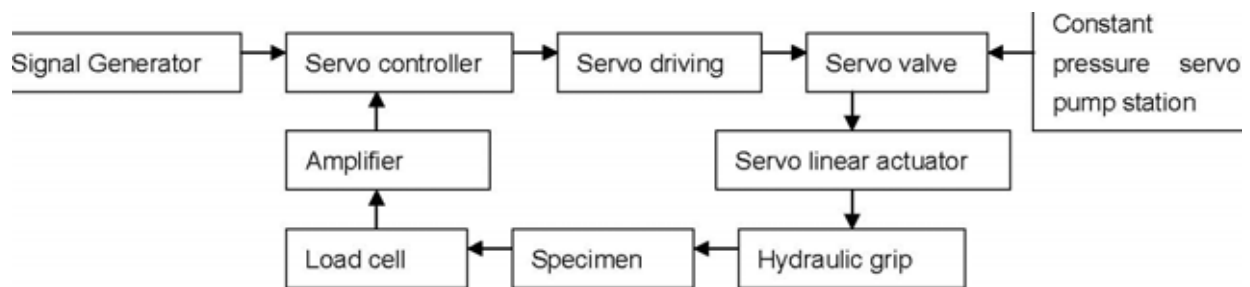 Signal Generator
Servo controller
Servo driving
Servo valve
Constant
pressure servo
pump station
Amplifier
Servo linear actuator
Load cell
Specimen
Hydraulic grip